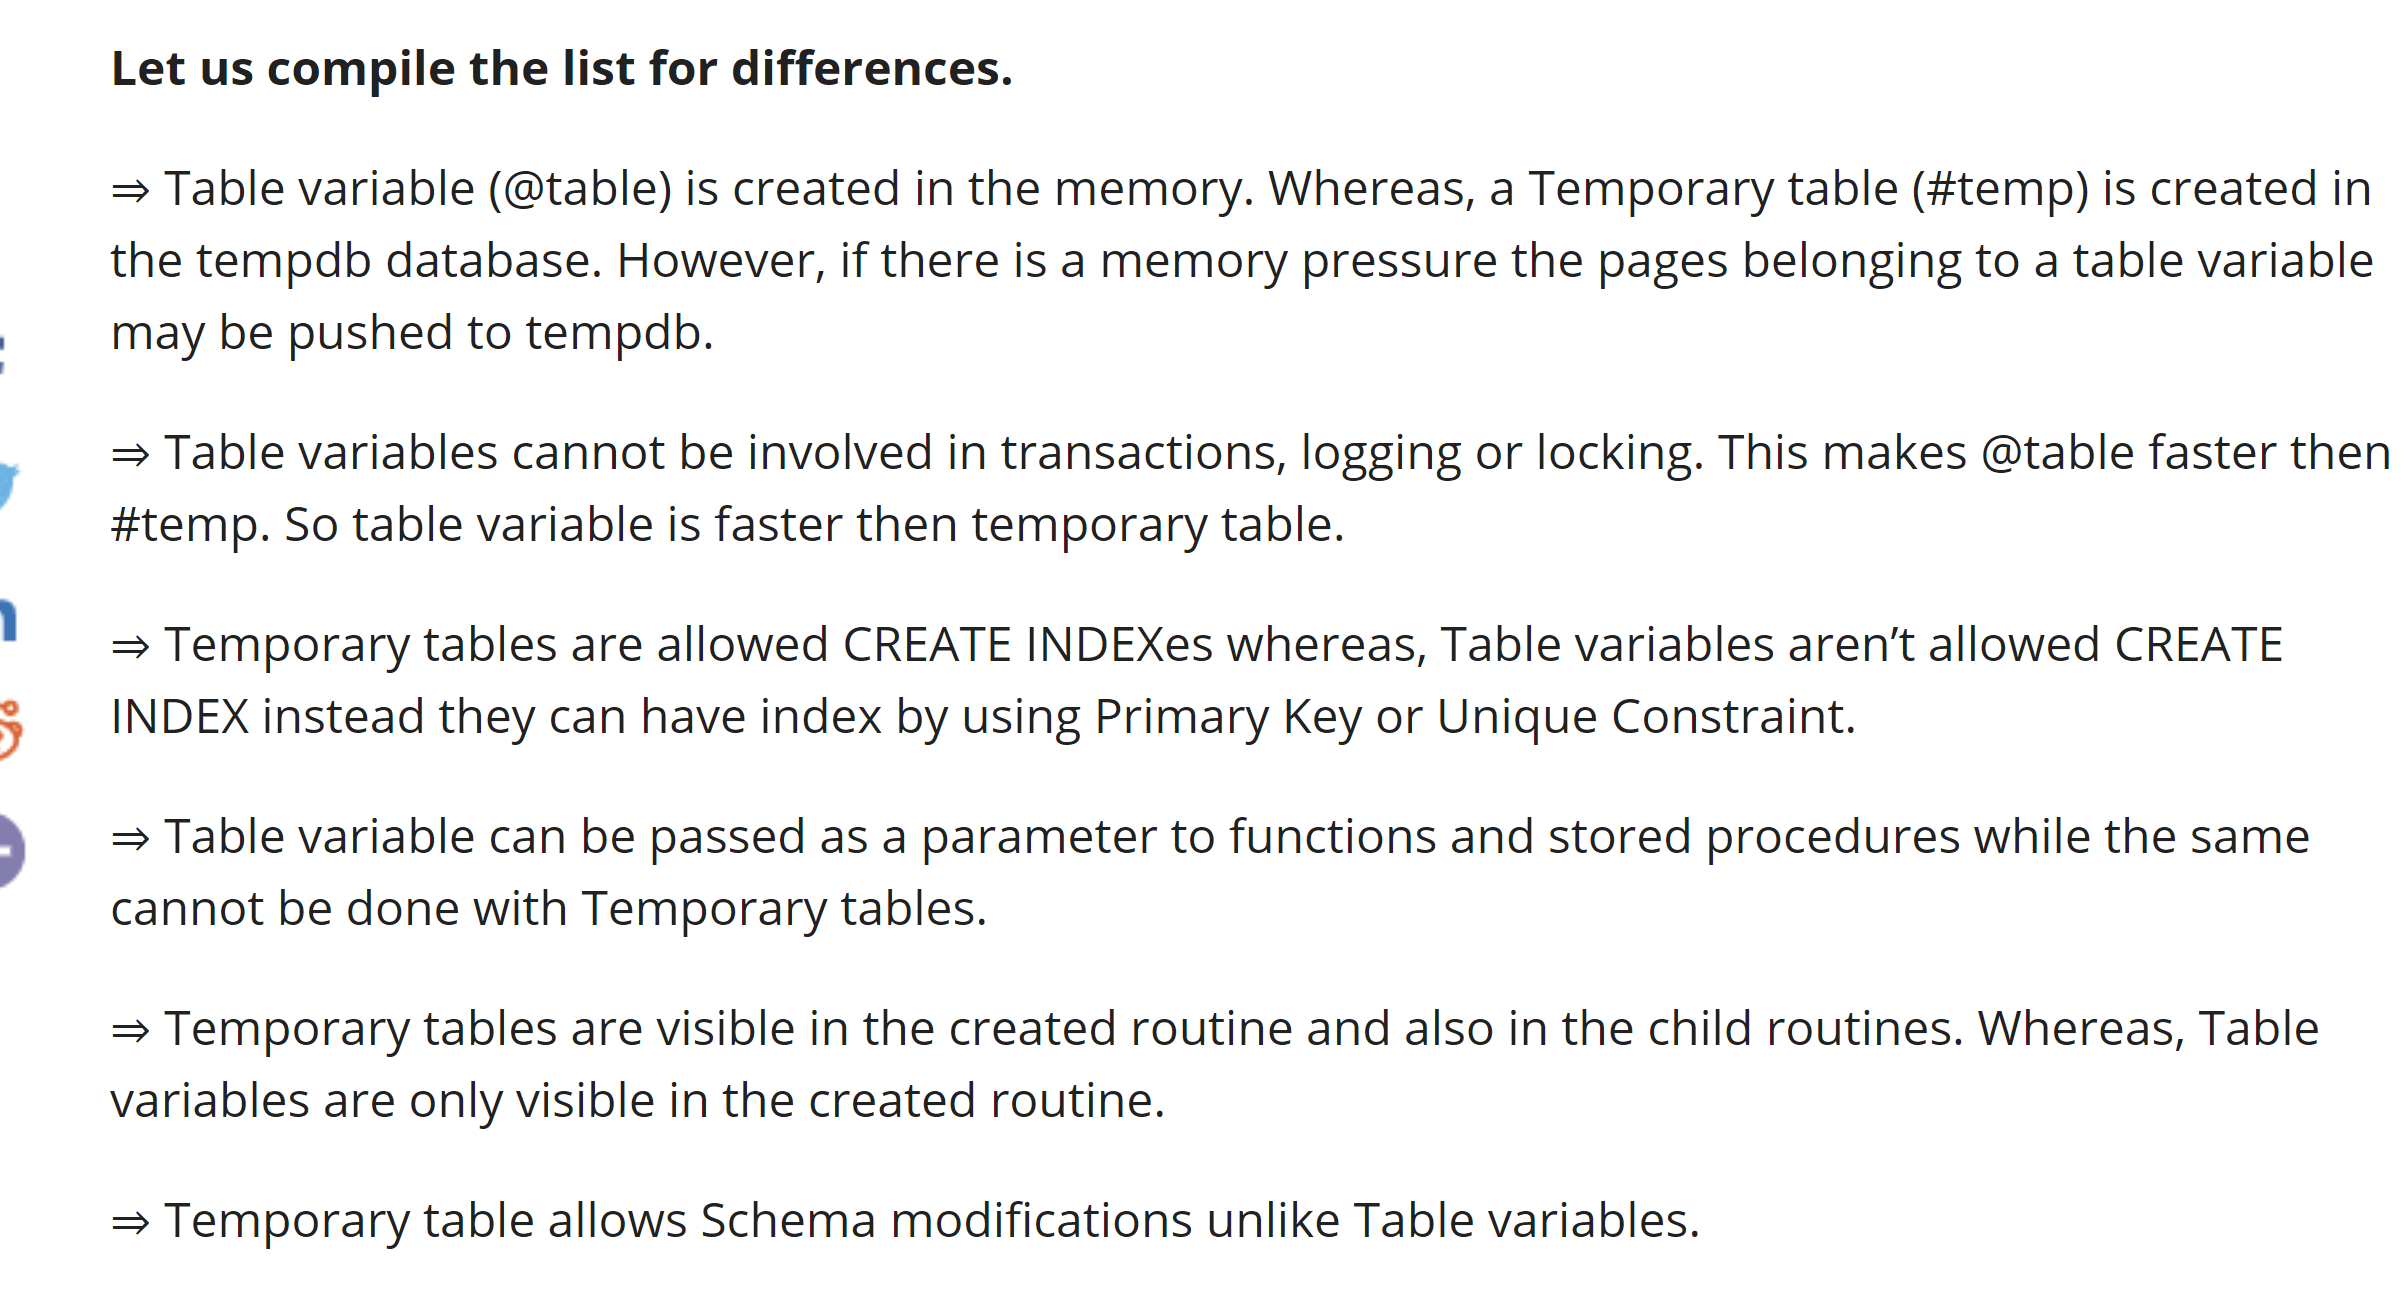 Let us compile the list for differences.
⇒ Table variable (@table) is created in the memory. Whereas, a Temporary table (#temp) is created in
the tempdb database. However, if there is a memory pressure the pages belonging to a table variable
may be pushed to tempdb.
⇒ Table variables cannot be involved in transactions, logging or locking. This makes @table faster then
#temp. So table variable is faster then temporary table.
⇒ Temporary tables are allowed CREATE INDEXes whereas, Table variables aren’t allowed CREATE
INDEX instead they can have index by using Primary Key or Unique Constraint.
⇒ Table variable can be passed as a parameter to functions and stored procedures while the same
cannot be done with Temporary tables.
⇒ Temporary tables are visible in the created routine and also in the child routines. Whereas, Table
variables are only visible in the created routine.
⇒ Temporary table allows Schema modifications unlike Table variables.